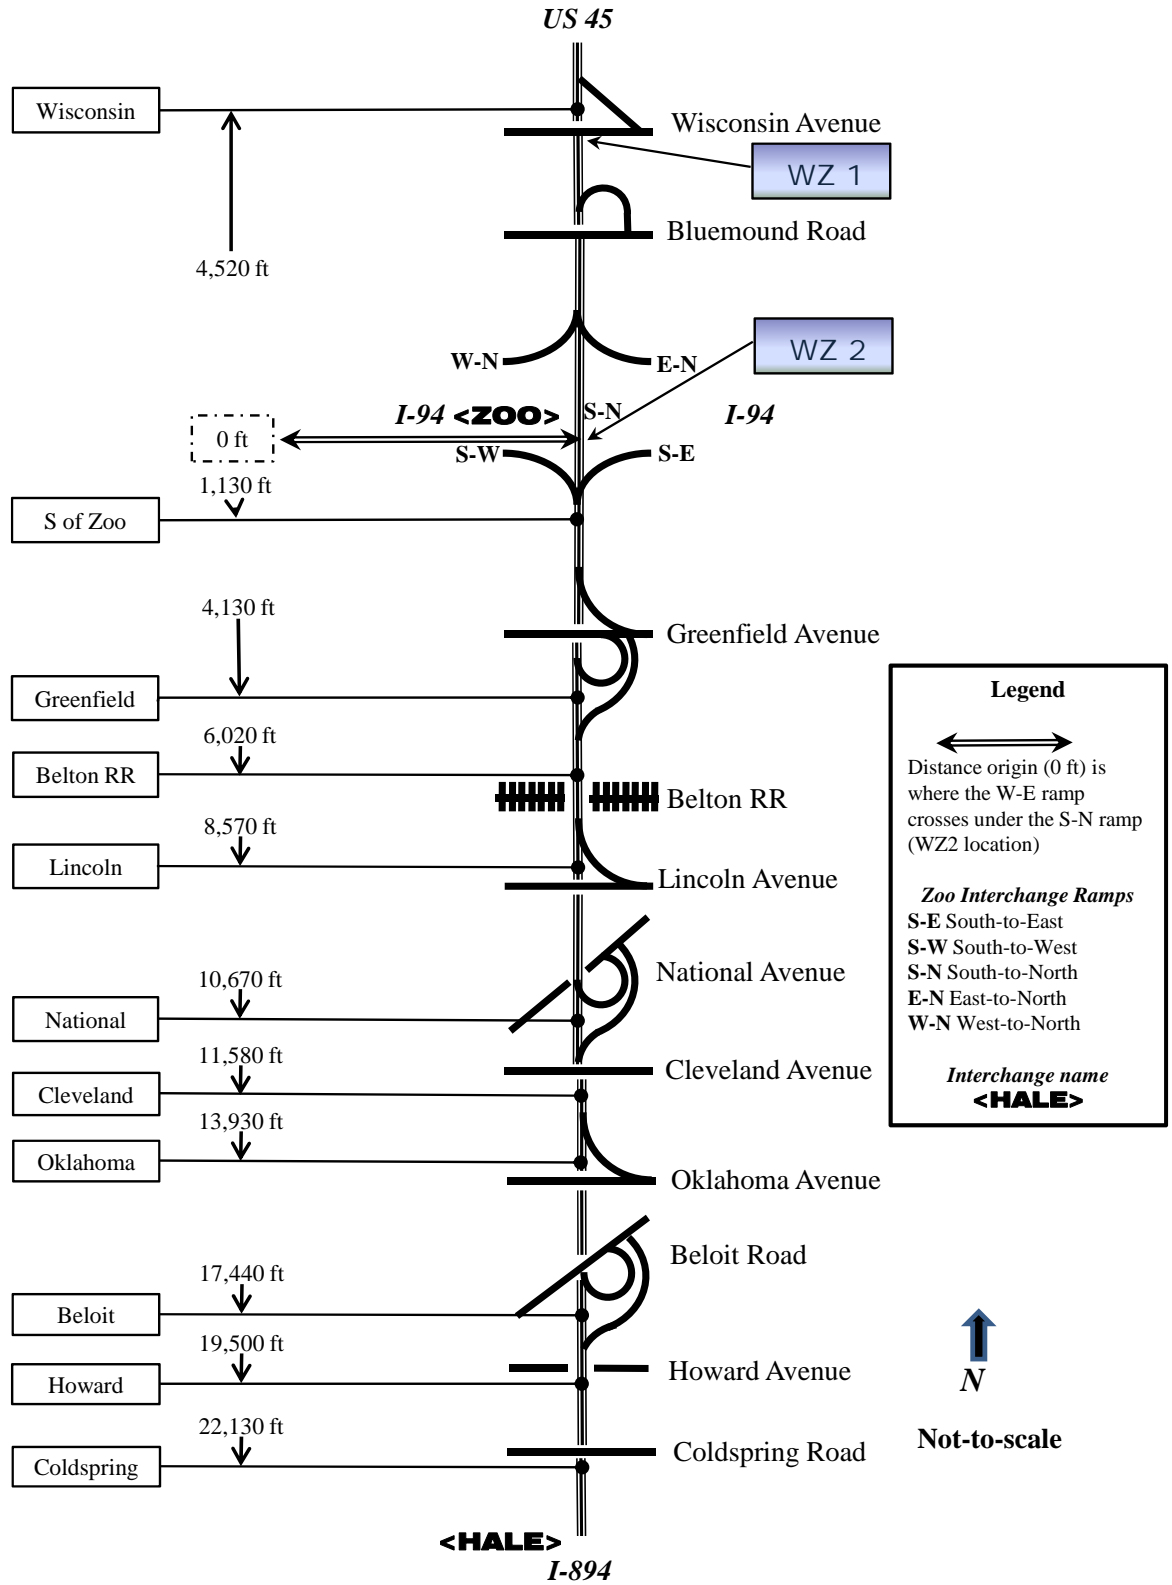 US 45
Wisconsin
Wisconsin Avenue
WZ 1
Bluemound Road
4,520 ft
WZ 2
W-N
E-N
I-94 <ZOO>
S-N
I-94
0 ft
S-W
S-E
1,130 ft
S of Zoo
4,130 ft
Greenfield Avenue
Greenfield
6,020 ft
Belton RR
Belton RR
8,570 ft
Lincoln
Lincoln Avenue
National Avenue
10,670 ft
National
11,580 ft
Cleveland Avenue
Cleveland
13,930 ft
Oklahoma
Oklahoma Avenue
Beloit Road
17,440 ft
Beloit
19,500 ft
Howard Avenue
Howard
22,130 ft
Coldspring Road
Coldspring
<HALE>
I-894
Legend
Distance origin (0 ft) is
where the W-E ramp
crosses under the S-N ramp
(WZ2 location)
Zoo Interchange Ramps
S-E South-to-East
S-W South-to-West
S-N South-to-North
E-N East-to-North
W-N West-to-North
Interchange name
<HALE>
N
Not-to-scale